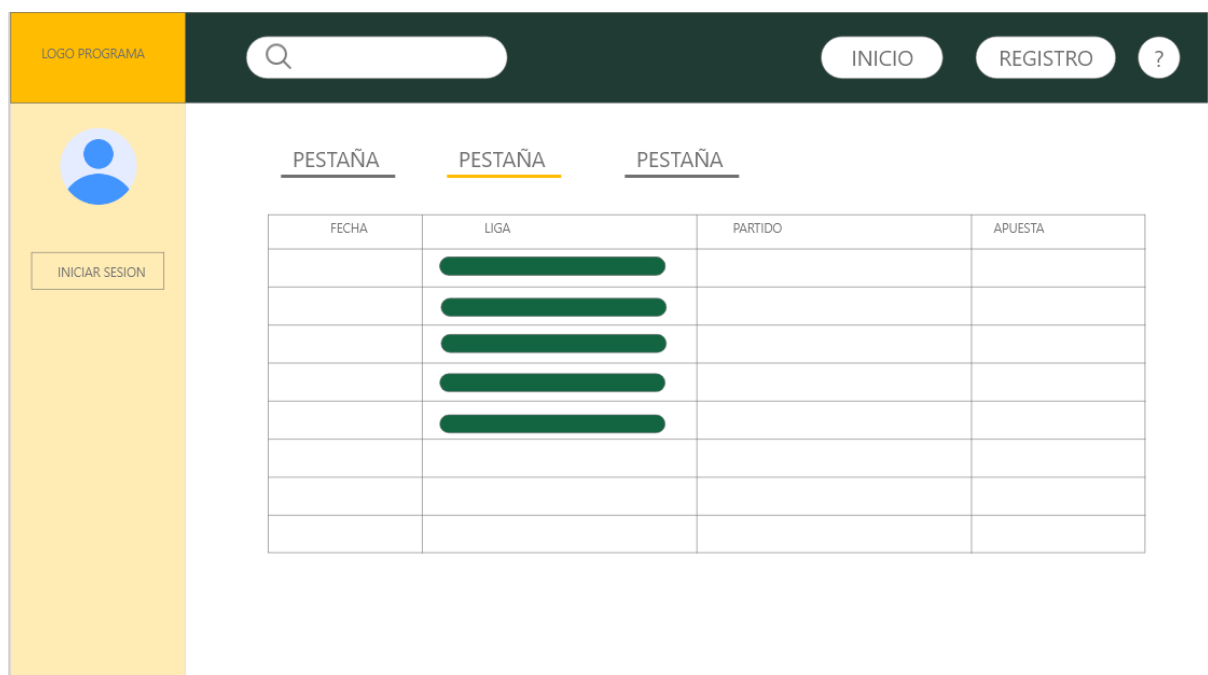 LOGO PROGRAMA
INICIO
REGISTRO
?
PESTAÑA
PESTAÑA
PESTAÑA
FECHA
LIGA
PARTIDO
APUESTA
INICIAR SESION